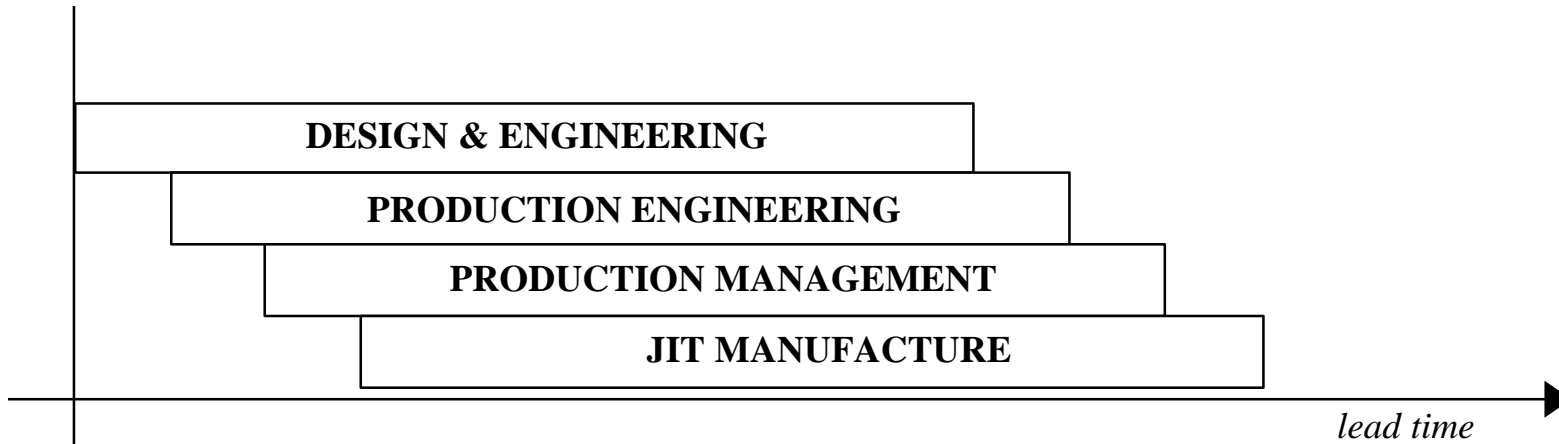 DESIGN & ENGINEERING
PRODUCTION ENGINEERING
PRODUCTION MANAGEMENT
JIT MANUFACTURE
lead time